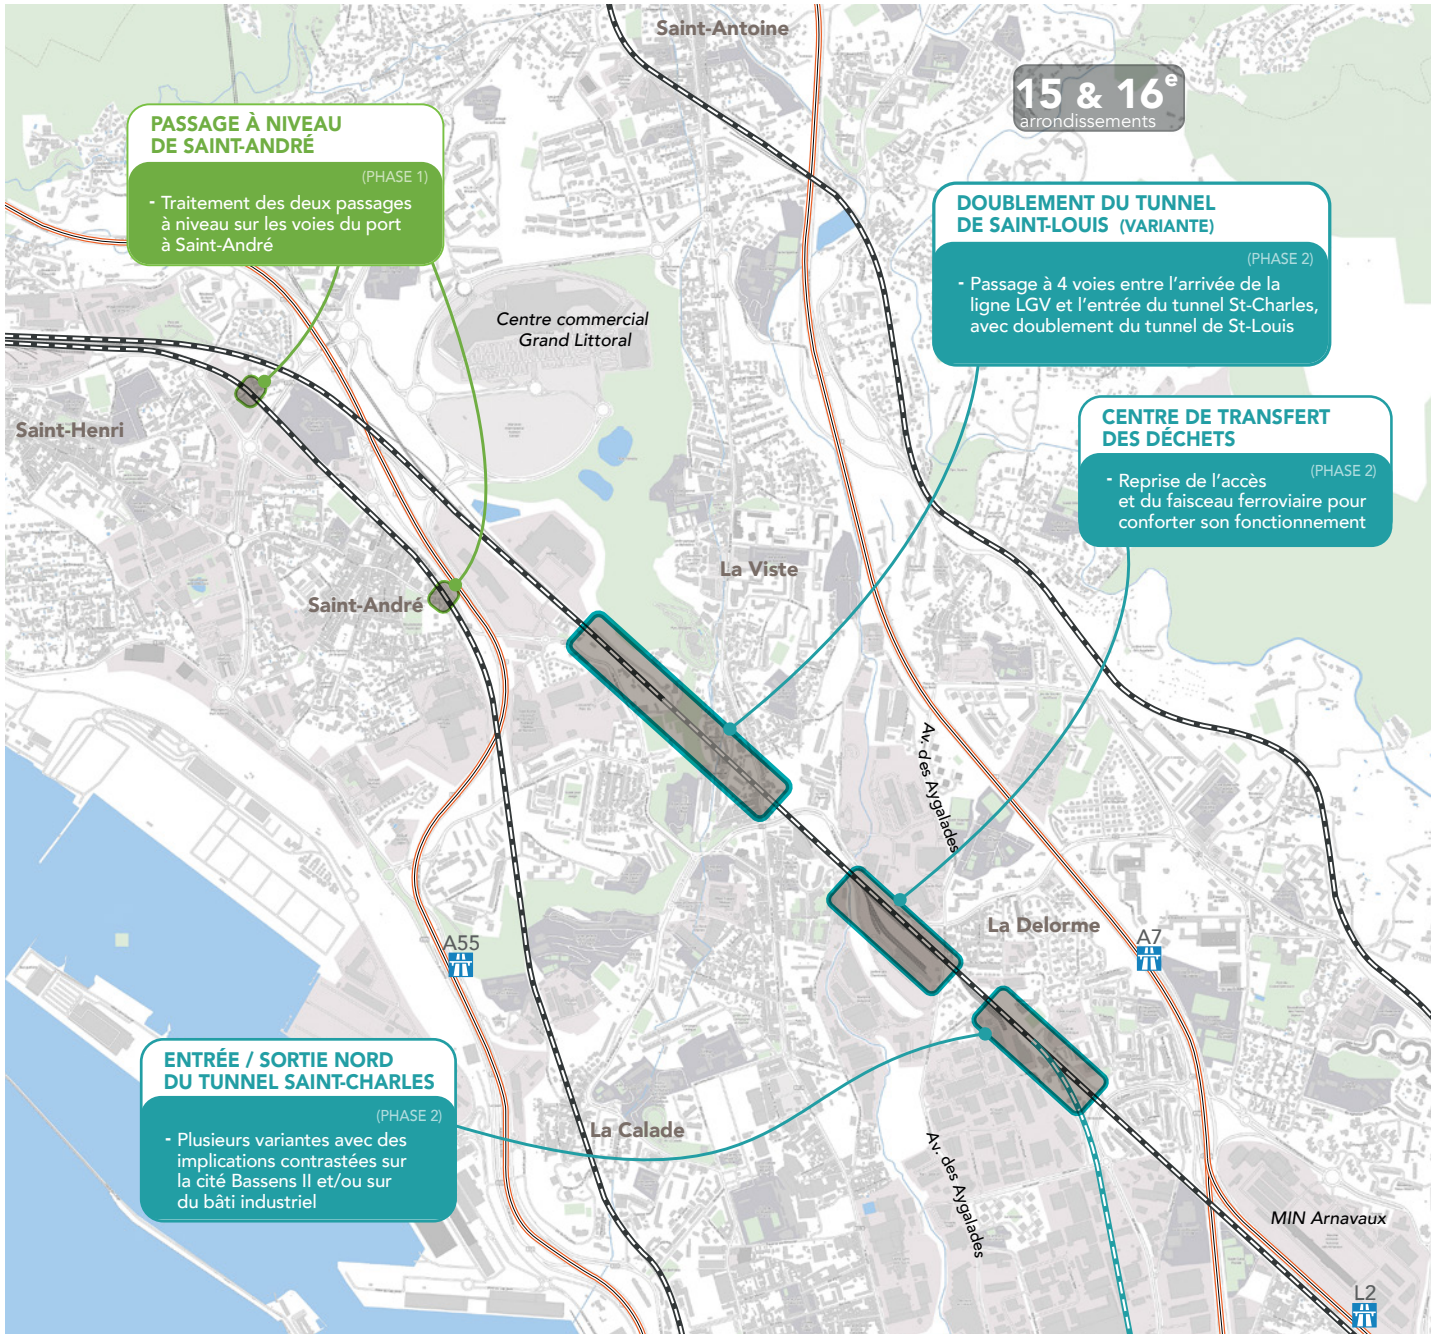 Saint-Antoine
15 & 16e
arrondissements
PASSAGE À NIVEAU
DE SAINT-ANDRÉ
(PHASE 1)
- Traitement des deux passages
à niveau sur les voies du port
à Saint-André
DOUBLEMENT DU TUNNEL
DE SAINT-LOUIS (VARIANTE)
(PHASE 2)
- Passage à 4 voies entre l'arrivée de la
ligne LGV et l'entrée du tunnel St-Charles,
avec doublement du tunnel de St-Louis
Centre commercial
Grand Littoral
CENTRE DE TRANSFERT
DES DÉCHETS
(PHASE 2)
- Reprise de l'accès
et du faisceau ferroviaire pour
conforter son fonctionnement
Saint-Henri
La Viste
Saint-André
Av. des Aygalades
La Delorme
A55
A7
ENTRÉE / SORTIE NORD
DU TUNNEL SAINT-CHARLES
(PHASE 2)
- Plusieurs variantes avec des
implications contrastées sur
la cité Bassens II et/ou sur
du bâti industriel
La Calade
Av. des Aygalades
MIN Arnavaux
L2